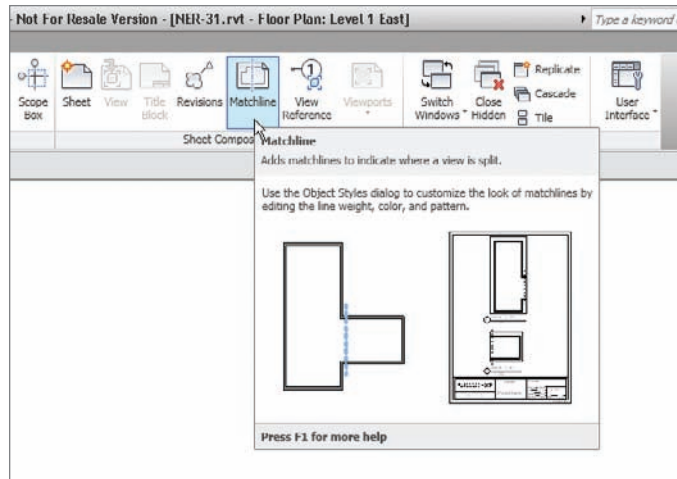 - Not For Resale Version - [NER-31.rvt - Floor Plan: Level 1 East]
Type a keyword
Scope Box
Sheet
View
Title Block
Revisions
Matchline
View Reference
Viewports
Switch Windows
Close Hidden
Replicate
Cascade
Tile
User Interface
Sheet Compos
Matchline
Adds matchlines to indicate where a view is split.
Use the Object Styles dialog to customize the look of matchlines by
editing the line weight, color, and pattern.
Press F1 for more help